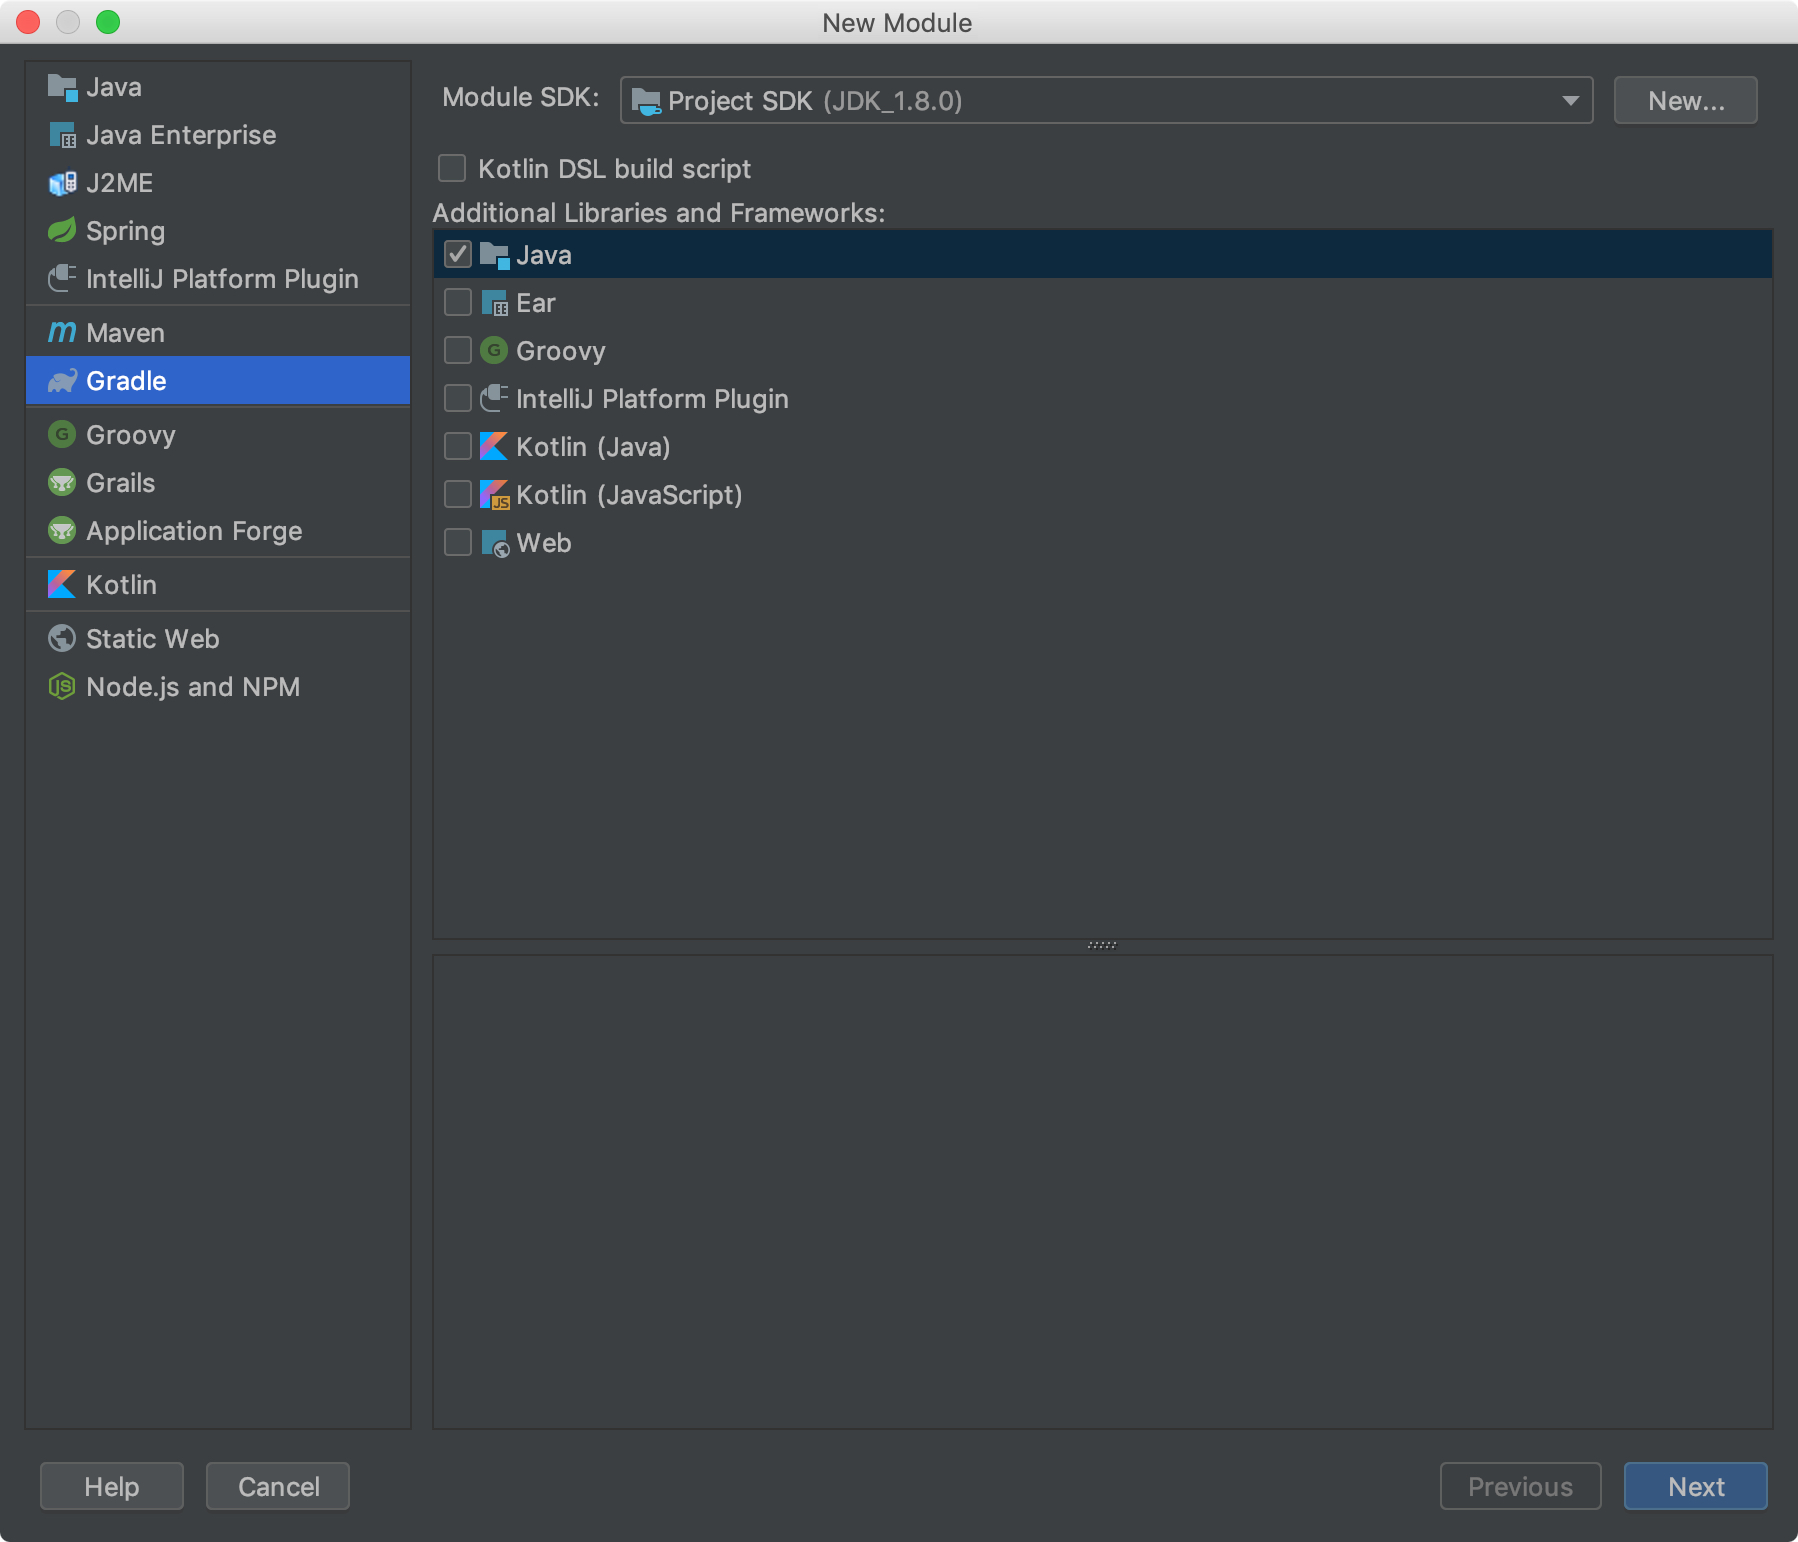 New Module
Java
Java Enterprise
J2ME
Spring
IntelliJ Platform Plugin
Maven
Gradle
Groovy
Grails
Application Forge
Kotlin
Static Web
Node.js and NPM
Module SDK: Project SDK (JDK_1.8.0) New...
Kotlin DSL build script
Additional Libraries and Frameworks:
Java
Ear
Groovy
IntelliJ Platform Plugin
Kotlin (Java)
Kotlin (JavaScript)
Web
Help Cancel Previous Next